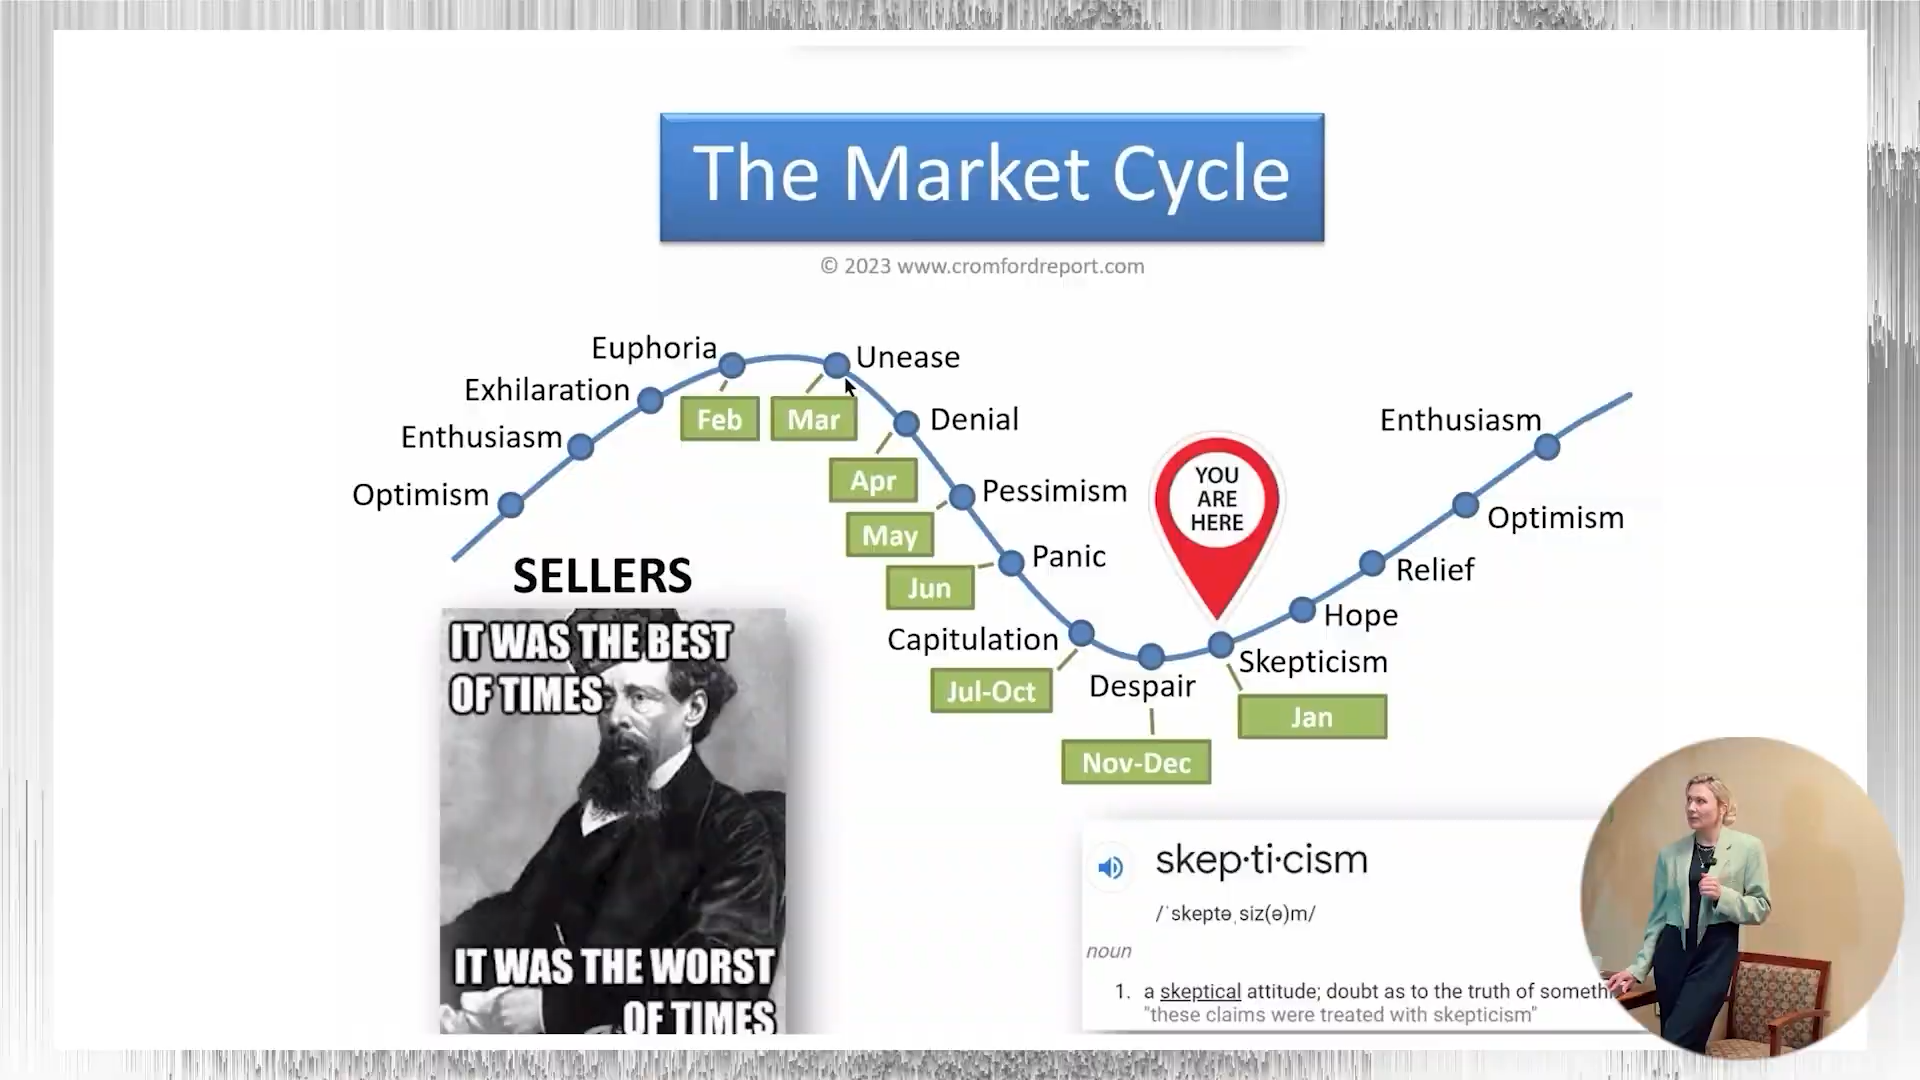 The Market Cycle
© 2023 www.cromfordreport.com
Euphoria
Unease
Exhilaration
Feb
Mar
Denial
Enthusiasm
Enthusiasm
Apr
Pessimism
YOU
ARE
HERE
Optimism
Optimism
May
Panic
Jun
Relief
SELLERS
Hope
Capitulation
Skepticism
Jul-Oct
Despair
Jan
Nov-Dec
IT WAS THE BEST
OF TIMES
IT WAS THE WORST
OF TIMES
skep·ti·cism
/ˈskeptəˌsiz(ə)m/
noun
1. a skeptical attitude; doubt as to the truth of
"these claims were treated with skepticism"